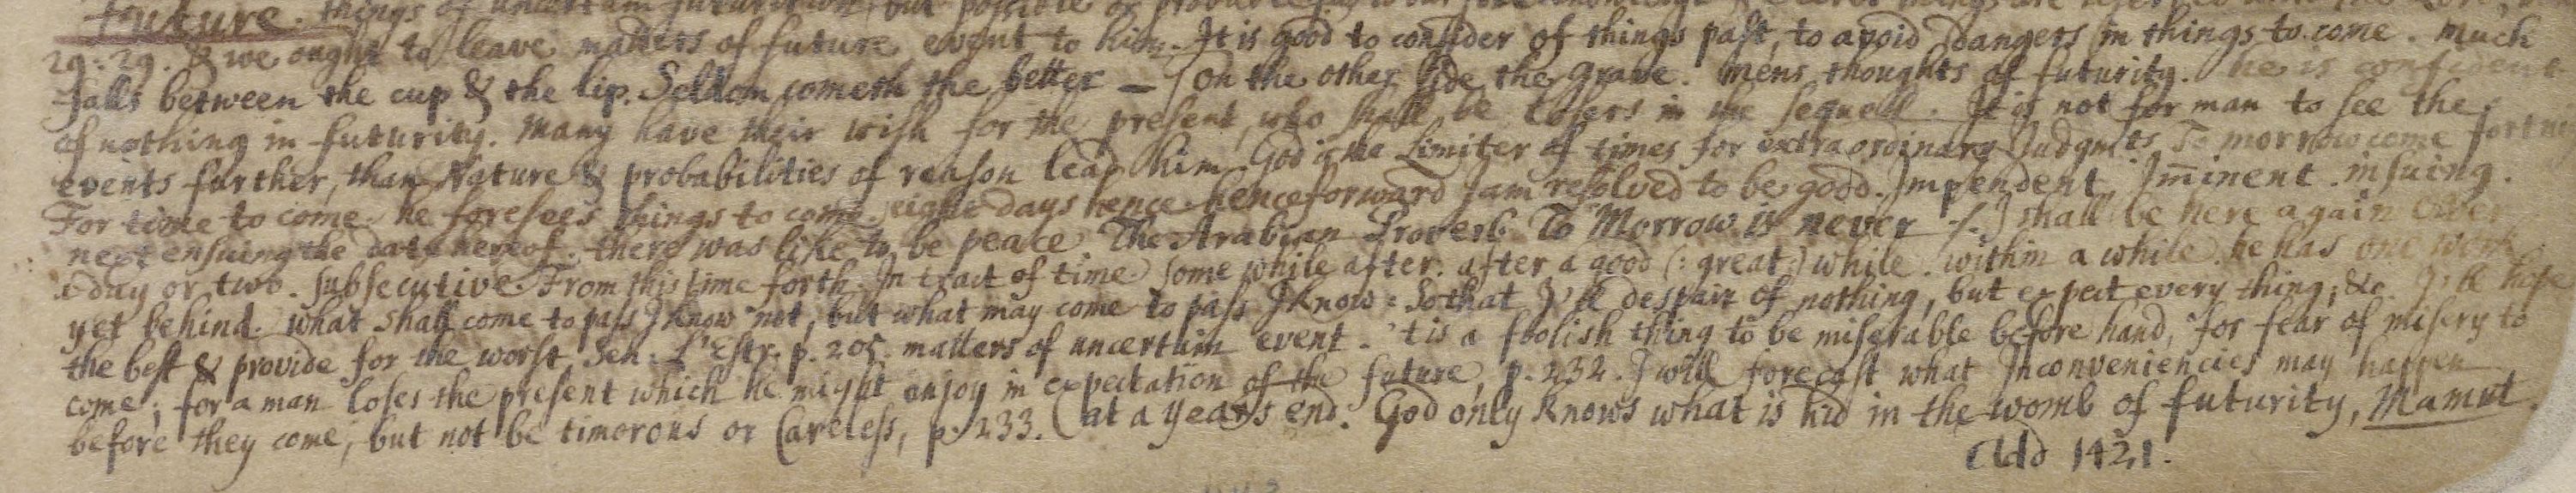 Future. things of uncertain futurition, but possible or probable
29. 29. & we ought to leave matters of future event to him. It is good to consider of things past, to avoid dangers in things to come. Much
falls between the cup & the lip. Seldom cometh the better — / on the other side the Grave. Mens thoughts of futurity. he is confident
of nothing in futurity. Many have their wish for the present, who shall be losers in the sequell. It is not for man to see the
events further, than Nature & probabilities of reason lead him. God is the Limiter of times for extraordinary Judgmts. To morrow come
For time to come. he foresees things to come. eight days hence. henceforward I am resolved to be good. Impendent, Im̄inent. insuing.
next ensuing the date hereof. there was like to be peace. The Arabian Proverb. To Morrow is never —/. I shall be here again
a day or two. subsecutive. From this time forth. In tract of time some while after. after a good (: great :) while. within a while. he has one work
yet behind. what shall come to pass I know not, but what may come to pass I know: So that I'le despair of nothing, but expect every thing; &c. I'le hope
the best & provide for the worst. Sen. L'Estr. p. 205. matters of uncertain event. 'tis a foolish thing to be miserable before hand, for fear of misery to
come; for a man loses the present which he might enjoy in expectation of the future, p. 232. I will forecast what Inconveniencies may happen
before they come, but not be timorous or Careless, p. 233. (at a years end. God only knows what is hid in the womb of futurity, Mamut.
Add 1421.